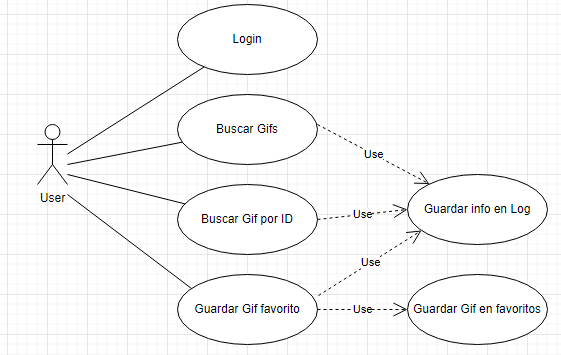 Login
Buscar Gifs
Use
User
Buscar Gif por ID
Use
Guardar info en Log
Use
Guardar Gif favorito
Use
Guardar Gif en favoritos